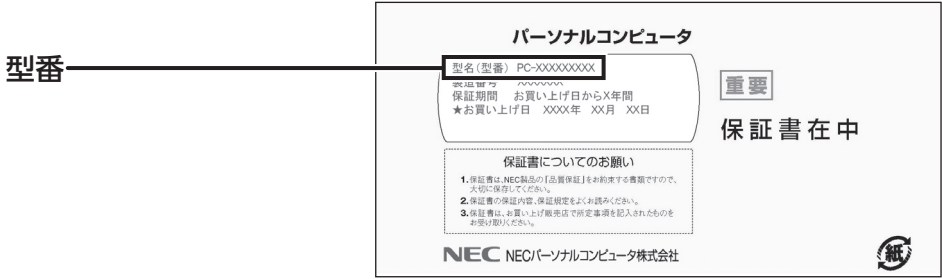 型番
パーソナルコンピュータ
型名(型番) PC-XXXXXXXXX
製造番号 XXXXXXX
保証期間 お買い上げ日からX年間
★お買い上げ日 XXXX年 XX月 XX日
重要
保証書在中
保証書についてのお願い
1.保証書は、NEC製品の「品質保証」をお約束する書類ですので、
大切に保存してください。
2.保証書の保証内容、保証規定をよくお読みください。
3.保証書は、お買い上げ販売店で所定事項を記入されたものを
お受け取りください。
NEC NECパーソナルコンピュータ株式会社
紙